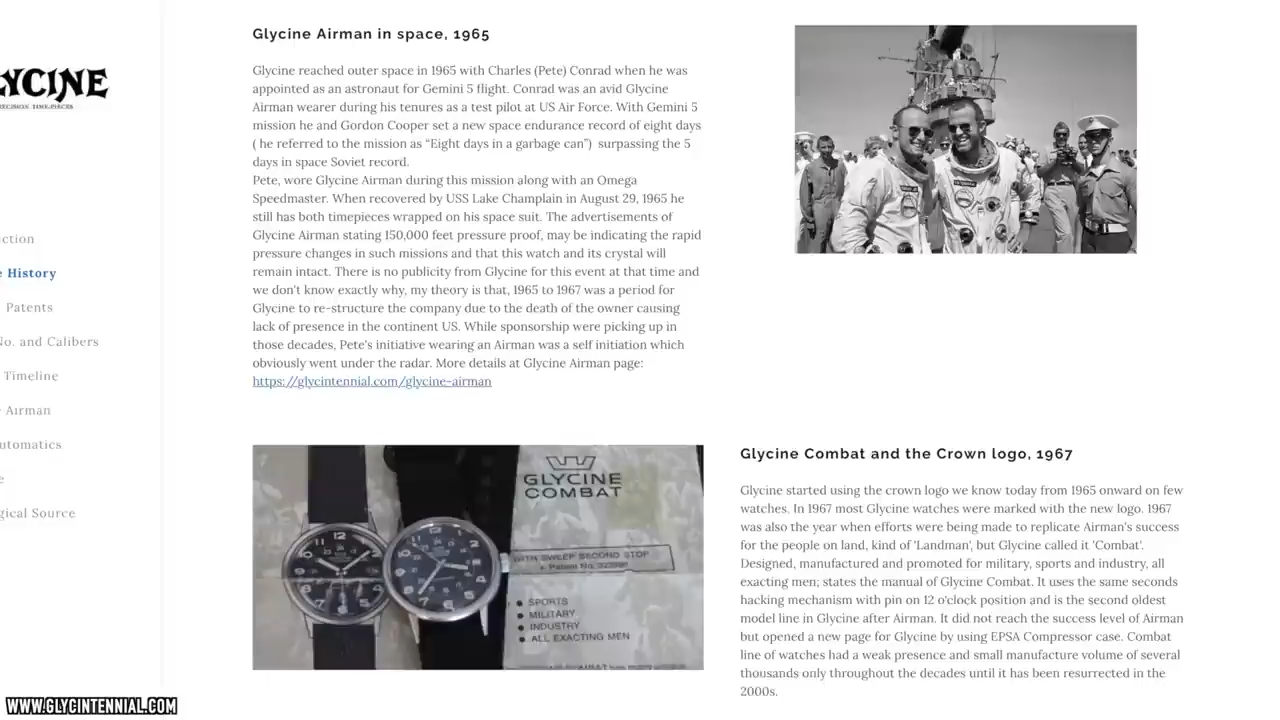 LYCINE
PRECISION TIME-PIECES
ction
e History
Patents
No. and Calibers
Timeline
Airman
utomatics
e
gical Source
Glycine Airman in space, 1965
Glycine reached outer space in 1965 with Charles (Pete) Conrad when he was
appointed as an astronaut for Gemini 5 flight. Conrad was an avid Glycine
Airman wearer during his tenures as a test pilot at US Air Force. With Gemini 5
mission he and Gordon Cooper set a new space endurance record of eight days
( he referred to the mission as “Eight days in a garbage can”) surpassing the 5
days in space Soviet record.
Pete, wore Glycine Airman during this mission along with an Omega
Speedmaster. When recovered by USS Lake Champlain in August 29, 1965 he
still has both timepieces wrapped on his space suit. The advertisements of
Glycine Airman stating 150,000 feet pressure proof, may be indicating the rapid
pressure changes in such missions and that this watch and its crystal will
remain intact. There is no publicity from Glycine for this event at that time and
we don't know exactly why, my theory is that, 1965 to 1967 was a period for
Glycine to re-structure the company due to the death of the owner causing
lack of presence in the continent US. While sponsorship were picking up in
those decades, Pete's initiative wearing an Airman was a self initiation which
obviously went under the radar. More details at Glycine Airman page:
https://glycintennial.com/glycine-airman
GLYCINE
COMBAT
WITH SWEEP SECOND STOP
SPORTS
MILITARY
INDUSTRY
ALL EXACTING MEN
Glycine Combat and the Crown logo, 1967
Glycine started using the crown logo we know today from 1965 onward on few
watches. In 1967 most Glycine watches were marked with the new logo. 1967
was also the year when efforts were being made to replicate Airman's success
for the people on land, kind of 'Landman', but Glycine called it 'Combat'.
Designed, manufactured and promoted for military, sports and industry, all
exacting men; states the manual of Glycine Combat. It uses the same seconds
hacking mechanism with pin on 12 o'clock position and is the second oldest
model line in Glycine after Airman. It did not reach the success level of Airman
but opened a new page for Glycine by using EPSA Compressor case. Combat
line of watches had a weak presence and small manufacture volume of several
thousands only throughout the decades until it has been resurrected in the
2000s.
WWW.GLYCINTENNIAL.COM